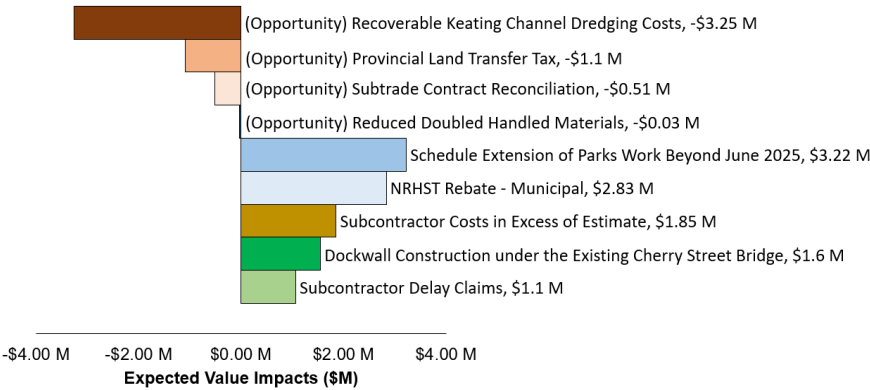 (Opportunity) Recoverable Keating Channel Dredging Costs, -$3.25 M
(Opportunity) Provincial Land Transfer Tax, -$1.1 M
(Opportunity) Subtrade Contract Reconciliation, -$0.51 M
(Opportunity) Reduced Doubled Handled Materials, -$0.03 M
Schedule Extension of Parks Work Beyond June 2025, $3.22 M
NRHST Rebate - Municipal, $2.83 M
Subcontractor Costs in Excess of Estimate, $1.85 M
Dockwall Construction under the Existing Cherry Street Bridge, $1.6 M
Subcontractor Delay Claims, $1.1 M
-$4.00 M -$2.00 M $0.00 M $2.00 M $4.00 M
Expected Value Impacts ($M)